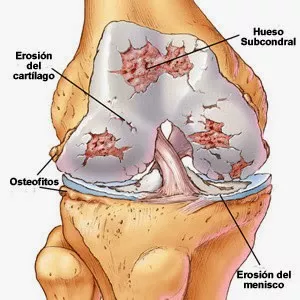 Hueso
Subcondral
Erosión
del
cartílago
Osteofitos
Erosión del
menisco